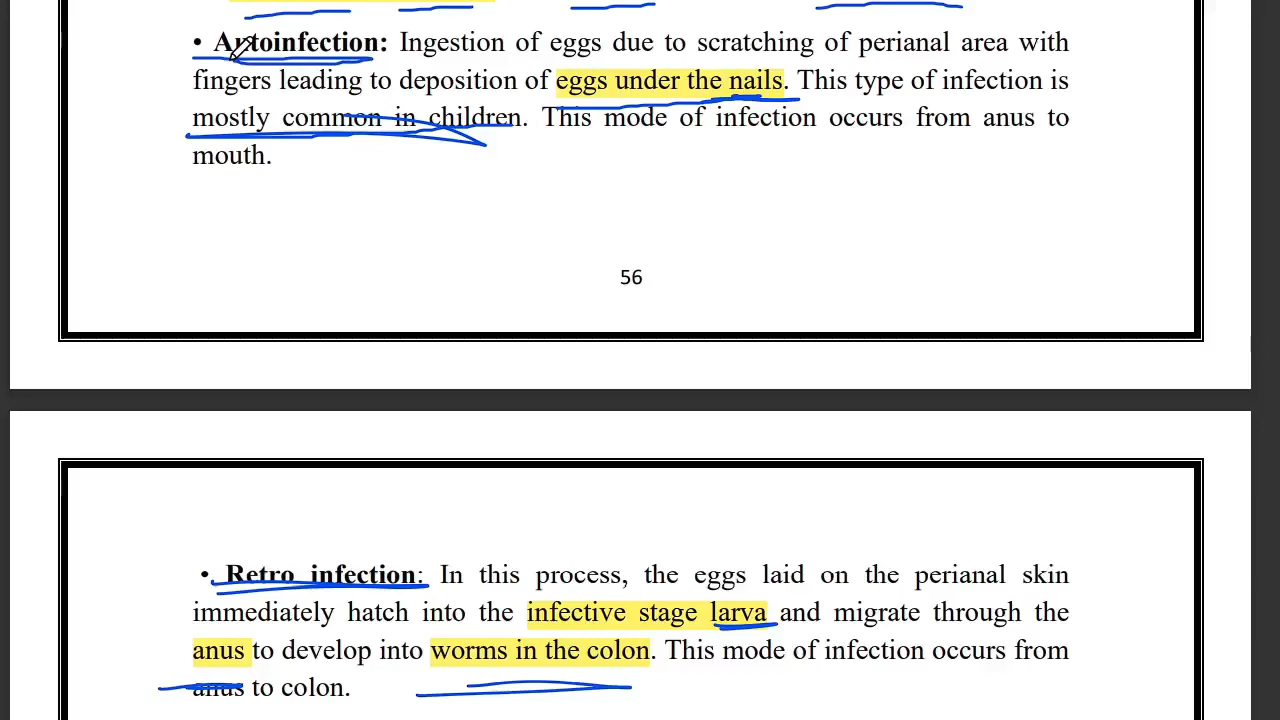 • Autoinfection: Ingestion of eggs due to scratching of perianal area with
fingers leading to deposition of eggs under the nails. This type of infection is
mostly common in children. This mode of infection occurs from anus to
mouth.
56
• Retro infection: In this process, the eggs laid on the perianal skin
immediately hatch into the infective stage larva and migrate through the
anus to develop into worms in the colon. This mode of infection occurs from
anus to colon.